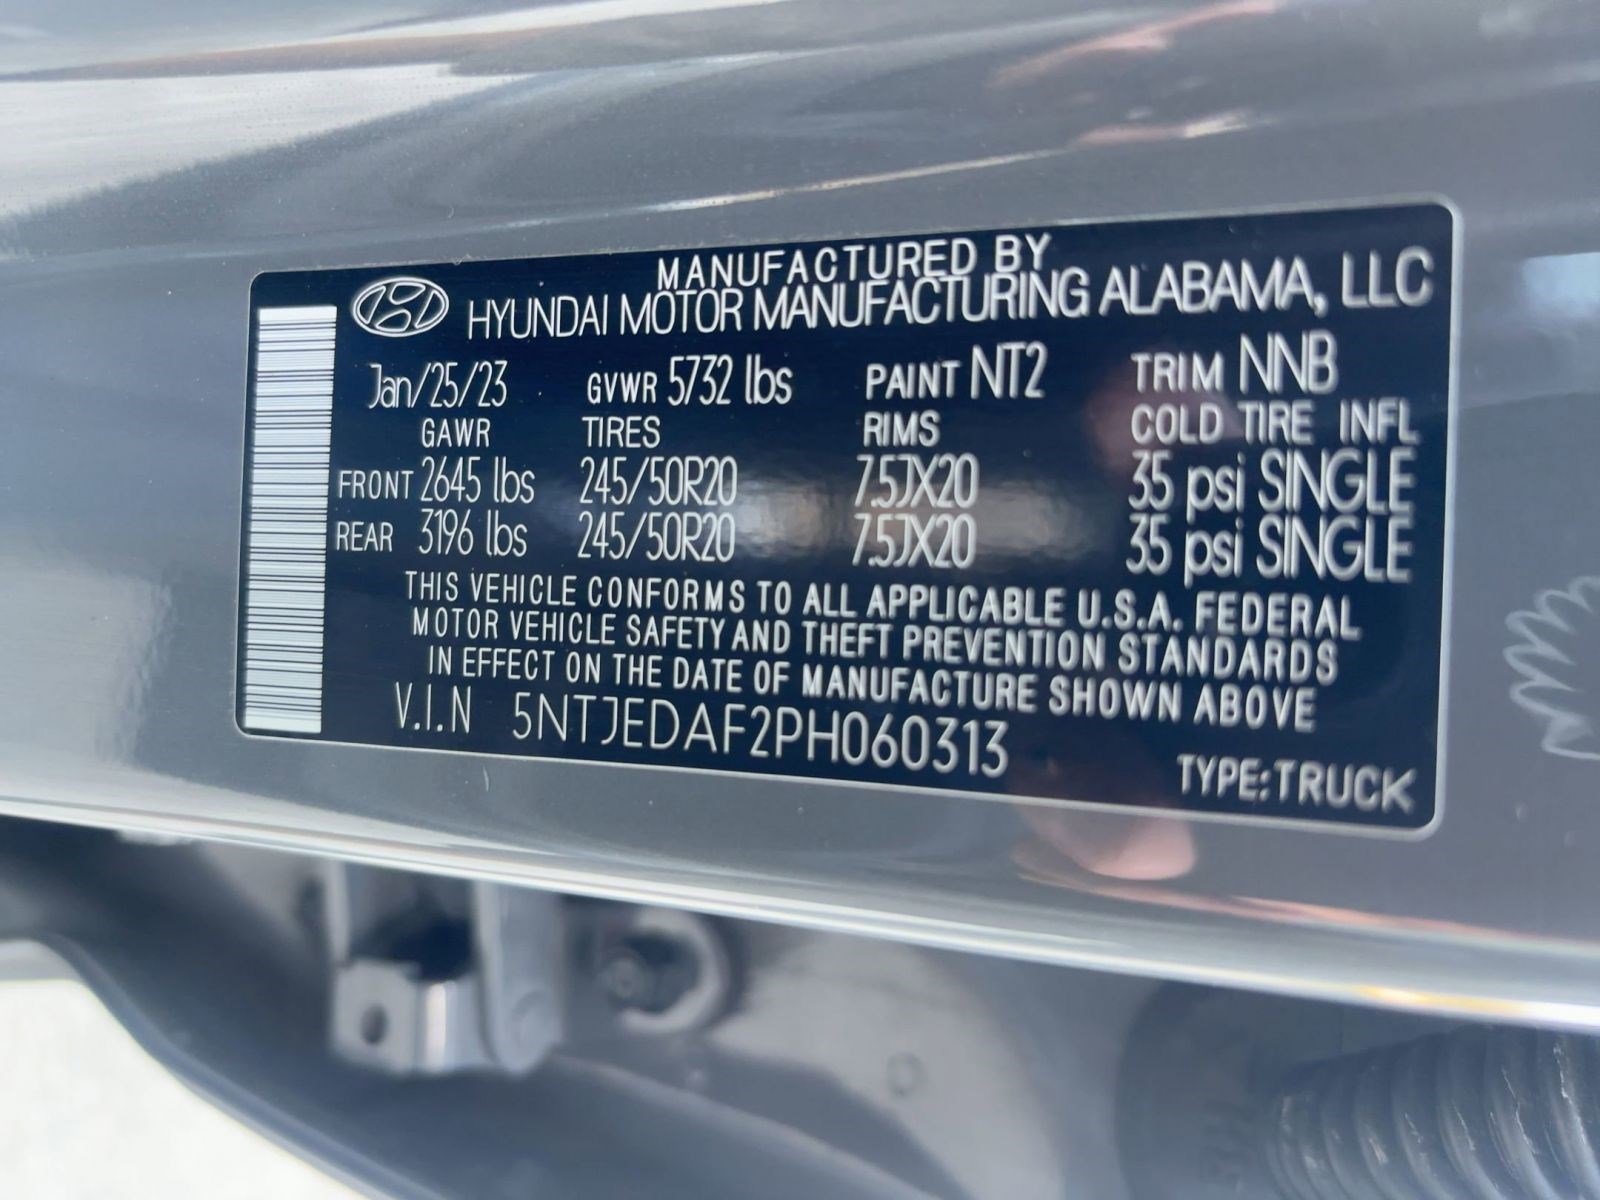 MANUFACTURED BY
HYUNDAI MOTOR MANUFACTURING ALABAMA, LLC
Jan/25/23 GVWR 5732 lbs PAINT NT2 TRIM NNB
GAWR TIRES RIMS COLD TIRE INFL
FRONT 2645 lbs 245/50R20 7.5JX20 35 psi SINGLE
REAR 3196 lbs 245/50R20 7.5JX20 35 psi SINGLE
THIS VEHICLE CONFORMS TO ALL APPLICABLE U.S.A. FEDERAL
MOTOR VEHICLE SAFETY AND THEFT PREVENTION STANDARDS
IN EFFECT ON THE DATE OF MANUFACTURE SHOWN ABOVE
V.I.N 5NTJEDAF2PH060313
TYPE:TRUCK